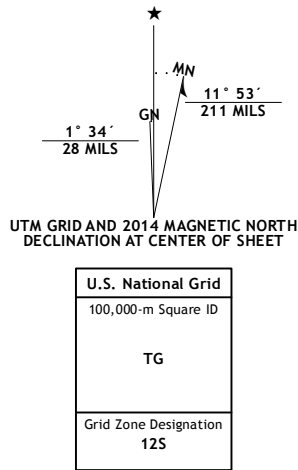 ★
MN
GN
11° 53´
211 MILS
1° 34´
28 MILS
UTM GRID AND 2014 MAGNETIC NORTH
DECLINATION AT CENTER OF SHEET
U.S. National Grid
100,000-m Square ID
TG
Grid Zone Designation
12S